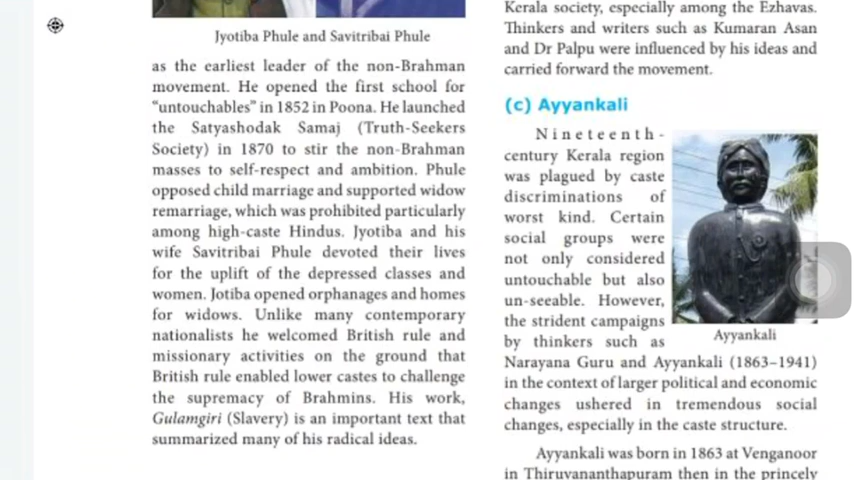 Jyotiba Phule and Savitribai Phule
as the earliest leader of the non-Brahman
movement. He opened the first school for
“untouchables” in 1852 in Poona. He launched
the Satyashodak Samaj (Truth-Seekers
Society) in 1870 to stir the non-Brahman
masses to self-respect and ambition. Phule
opposed child marriage and supported widow
remarriage, which was prohibited particularly
among high-caste Hindus. Jyotiba and his
wife Savitribai Phule devoted their lives
for the uplift of the depressed classes and
women. Jotiba opened orphanages and homes
for widows. Unlike many contemporary
nationalists he welcomed British rule and
missionary activities on the ground that
British rule enabled lower castes to challenge
the supremacy of Brahmins. His work,
Gulamgiri (Slavery) is an important text that
summarized many of his radical ideas.
Kerala society, especially among the Ezhavas.
Thinkers and writers such as Kumaran Asan
and Dr Palpu were influenced by his ideas and
carried forward the movement.
(c) Ayyankali
Nineteenth-
century Kerala region
was plagued by caste
discriminations of
worst kind. Certain
social groups were
not only considered
untouchable but also
un-seeable. However,
the strident campaigns
by thinkers such as
Ayyankali
Narayana Guru and Ayyankali (1863–1941)
in the context of larger political and economic
changes ushered in tremendous social
changes, especially in the caste structure.
Ayyankali was born in 1863 at Venganoor
in Thiruvananthapuram then in the princely